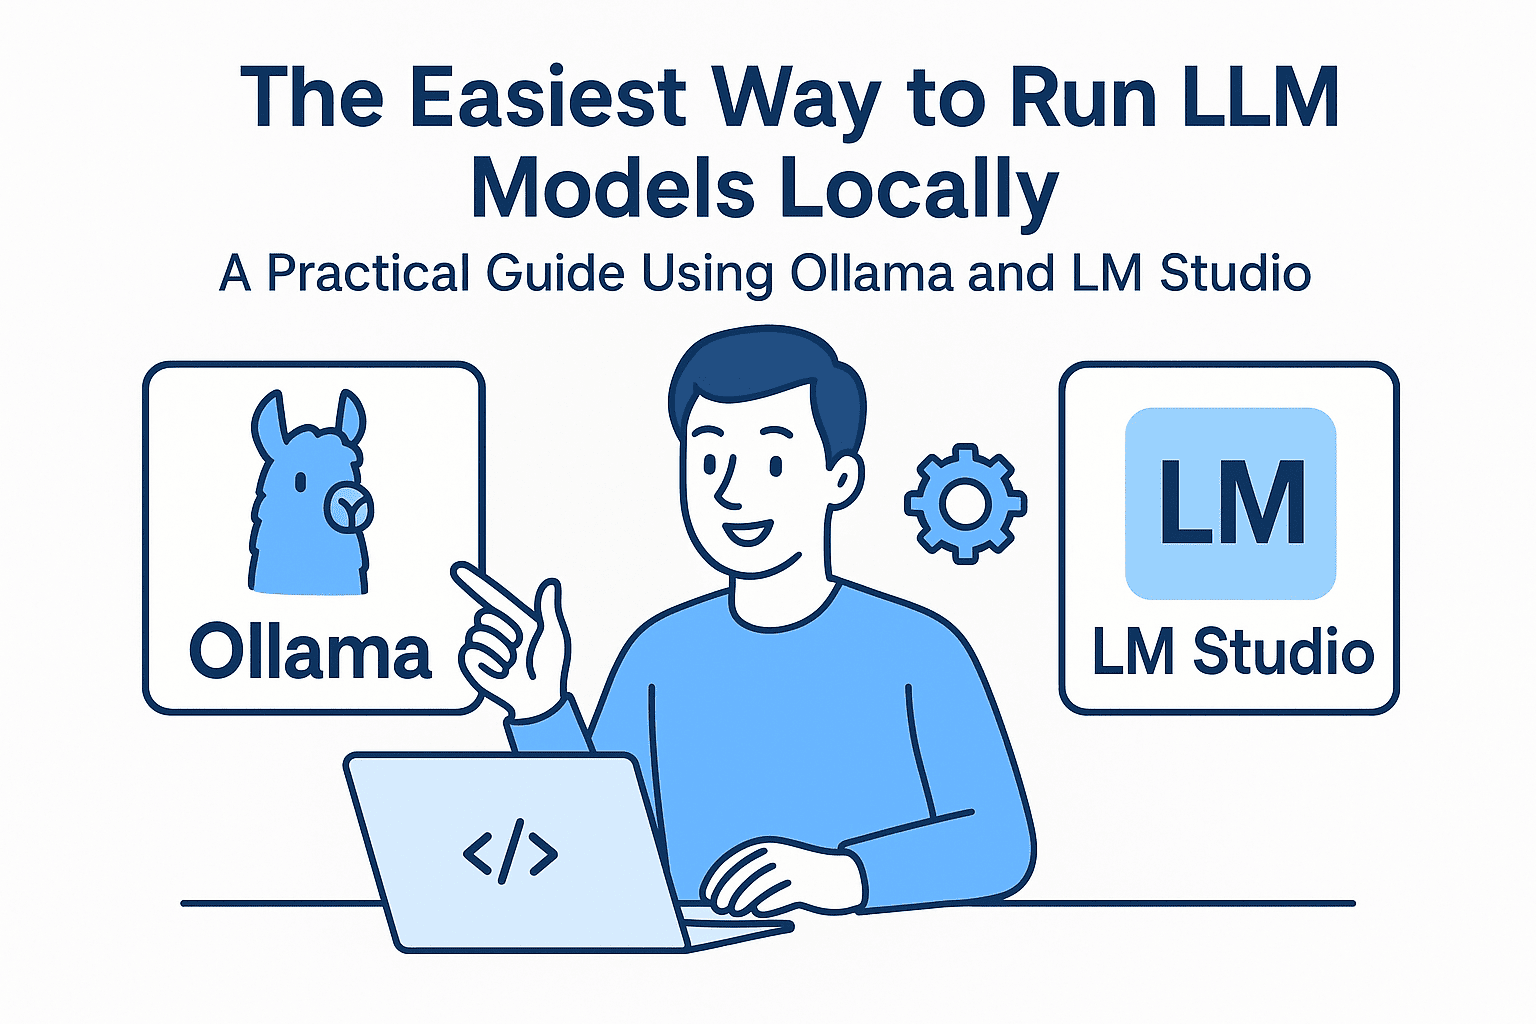 The Easiest Way to Run LLM
Models Locally
A Practical Guide Using Ollama and LM Studio
Ollama
LM
LM Studio
</>